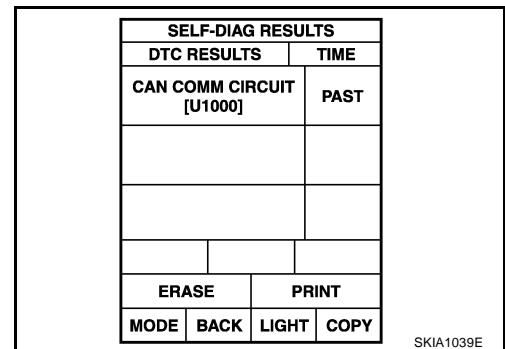 SELF-DIAG RESULTS
DTC RESULTS TIME
CAN COMM CIRCUIT PAST
[U1000]
ERASE PRINT
MODE BACK LIGHT COPY
SKIA1039E